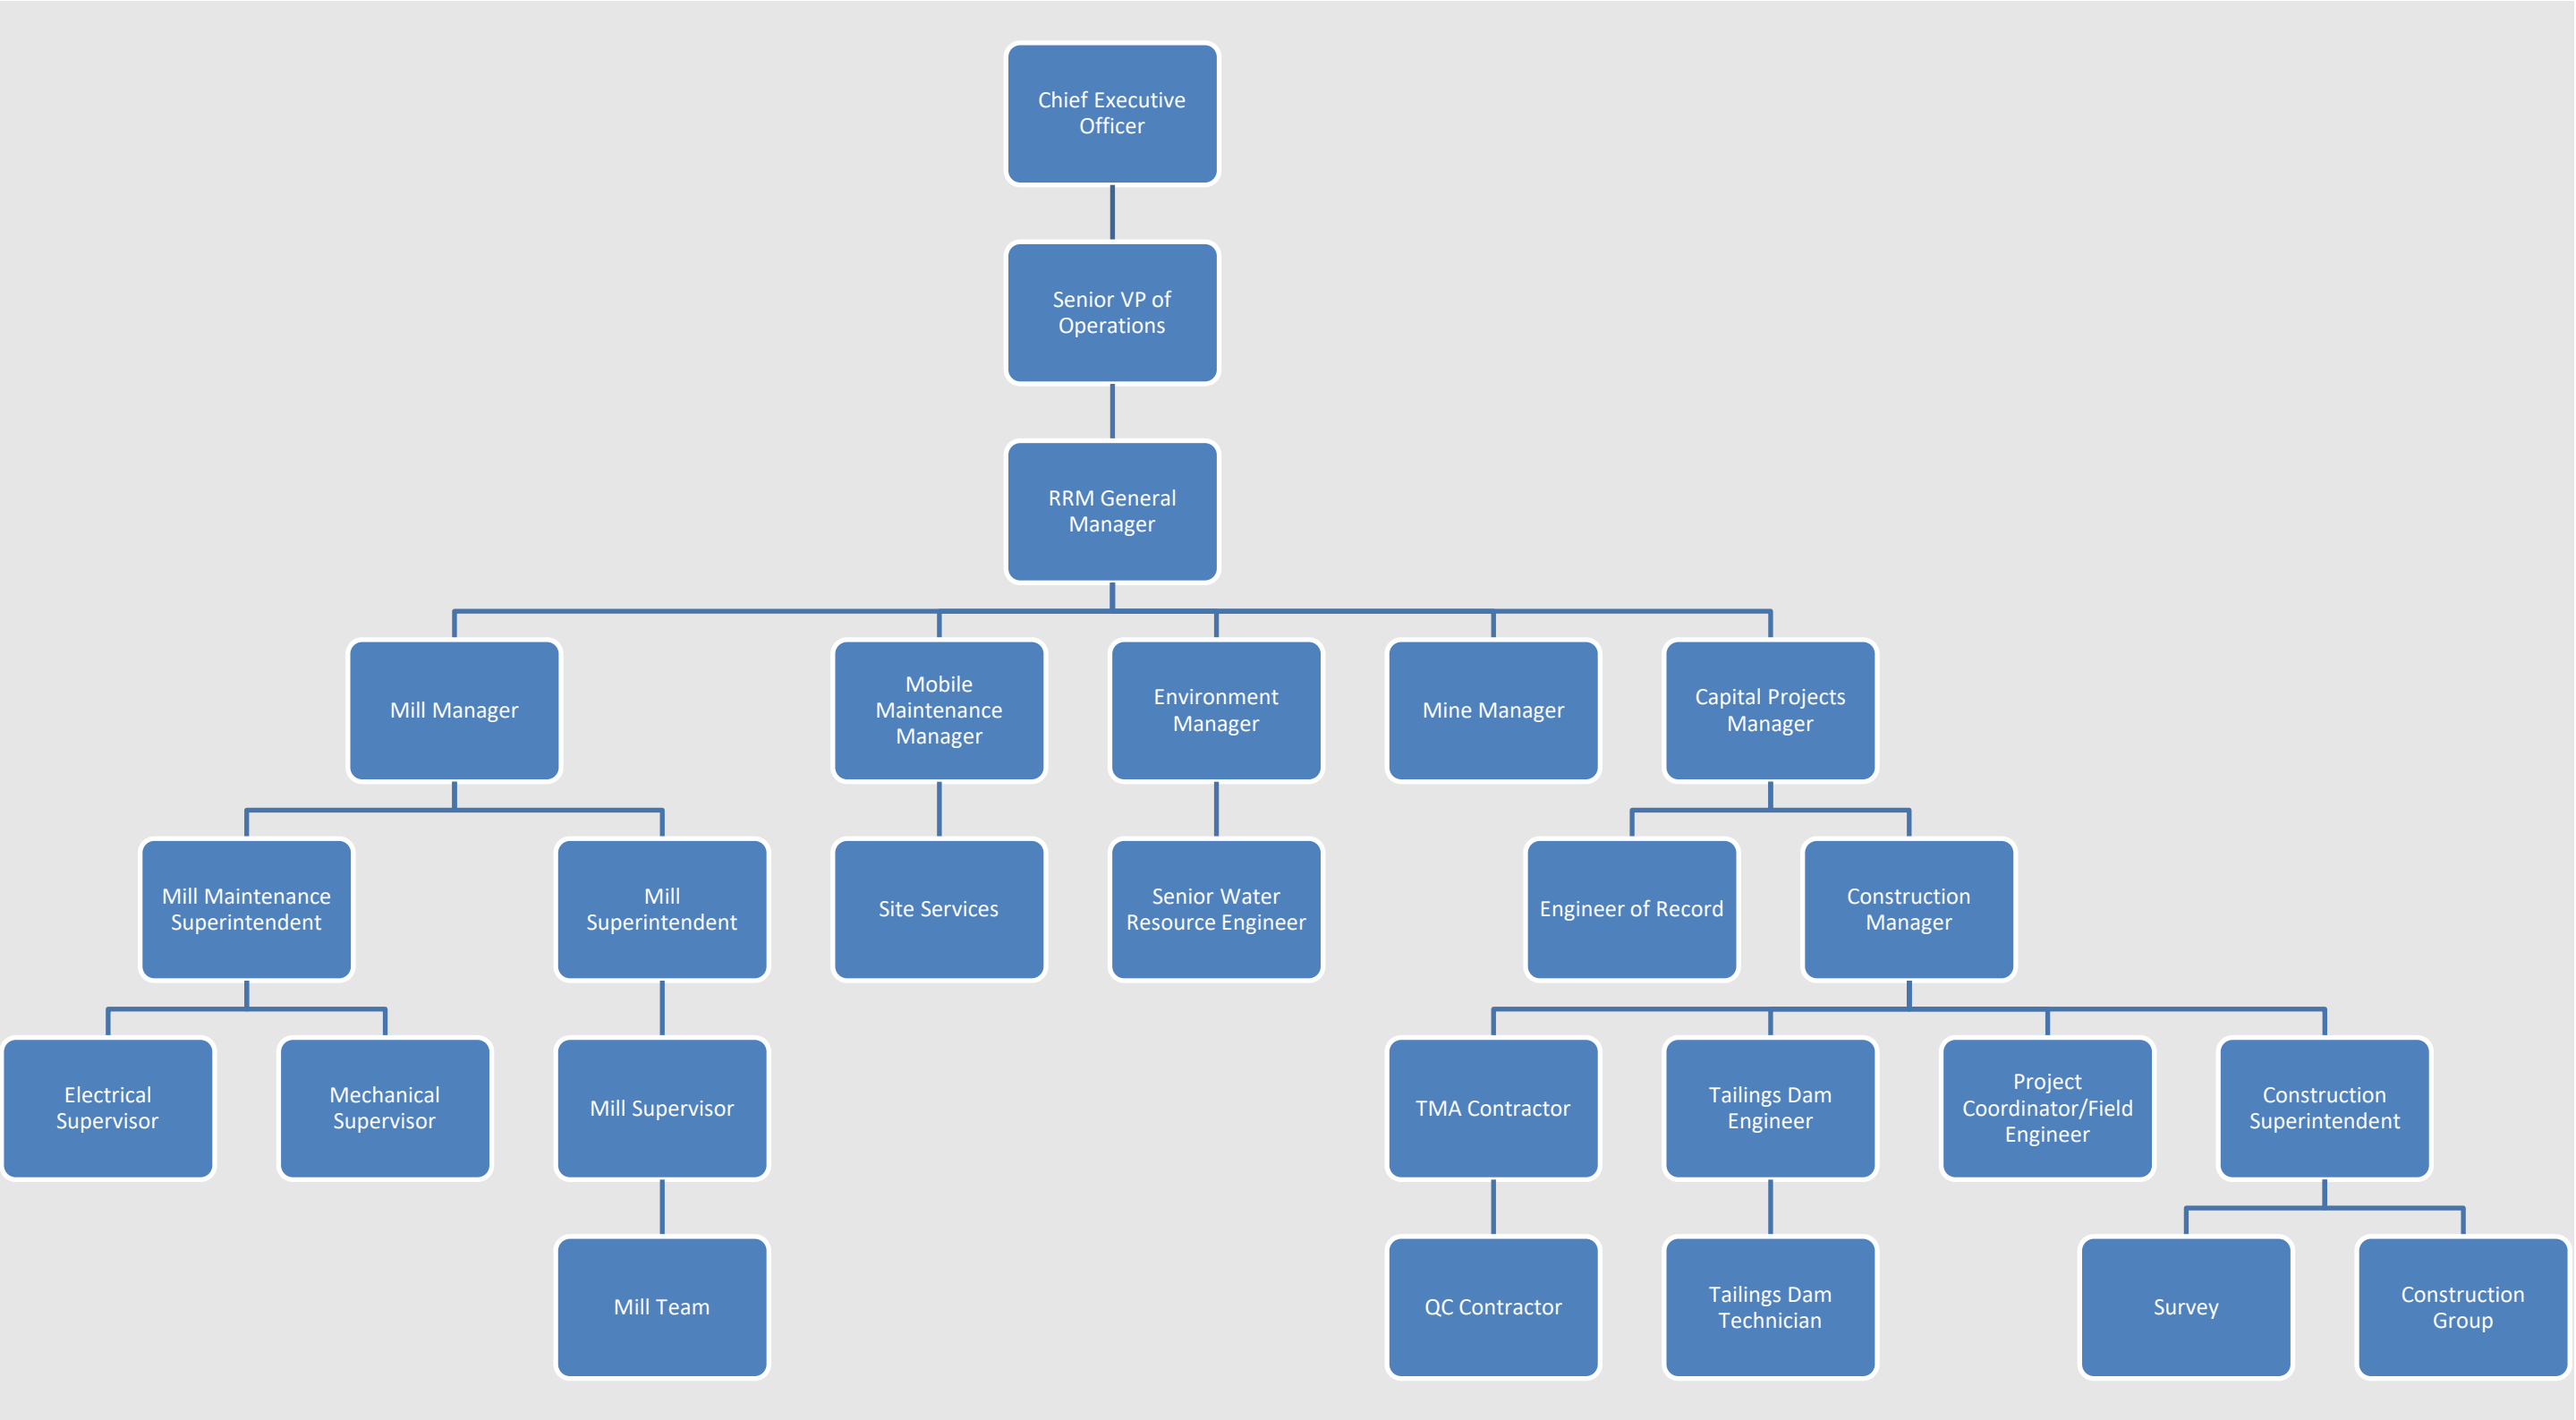 Chief Executive
Officer
Senior VP of
Operations
RRM General
Manager
Mill Manager
Mobile
Maintenance
Manager
Environment
Manager
Mine Manager
Capital Projects
Manager
Mill Maintenance
Superintendent
Mill
Superintendent
Site Services
Senior Water
Resource Engineer
Engineer of Record
Construction
Manager
Electrical
Supervisor
Mechanical
Supervisor
Mill Supervisor
TMA Contractor
Tailings Dam
Engineer
Project
Coordinator/Field
Engineer
Construction
Superintendent
Mill Team
QC Contractor
Tailings Dam
Technician
Survey
Construction
Group